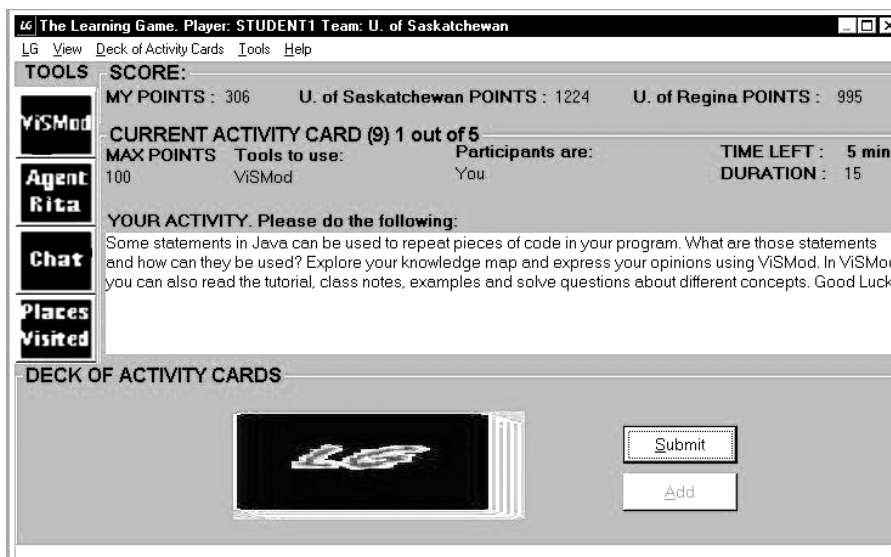 LG The Learning Game. Player: STUDENT1 Team: U. of Saskatchewan
LG View Deck of Activity Cards Tools Help
TOOLS SCORE:
MY POINTS : 306 U. of Saskatchewan POINTS : 1224 U. of Regina POINTS : 995
ViSMod
CURRENT ACTIVITY CARD (9) 1 out of 5
MAX POINTS Tools to use: Participants are: TIME LEFT : 5 min
100 ViSMod You DURATION : 15
Agent
Rita
YOUR ACTIVITY. Please do the following:
Some statements in Java can be used to repeat pieces of code in your program. What are those statements
and how can they be used? Explore your knowledge map and express your opinions using ViSMod. In ViSMod
you can also read the tutorial, class notes, examples and solve questions about different concepts. Good Luck
Chat
Places
Visited
DECK OF ACTIVITY CARDS
LG
Submit
Add